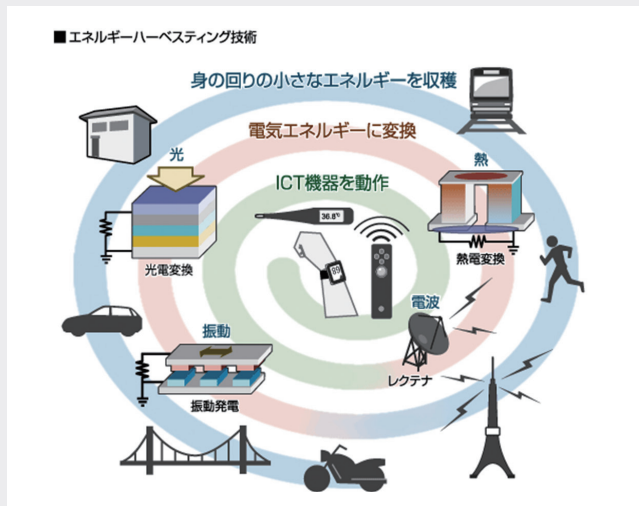 ■ エネルギーハーベスティング技術
身の回りの小さなエネルギーを収穫
電気エネルギーに変換
光
熱
ICT機器を動作
36.8℃
89
光電変換
熱電変換
電波
振動
レクテナ
振動発電